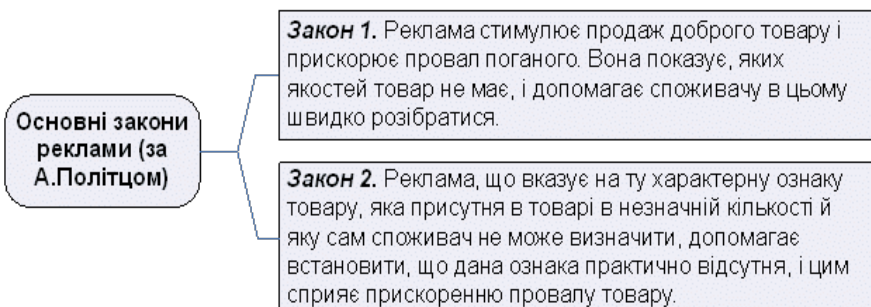 Основні закони
реклами (за
А.Політцом)
Закон 1. Реклама стимулює продаж доброго товару і
прискорює провал поганого. Вона показує, яких
якостей товар не має, і допомагає споживачу в цьому
швидко розібратися.
Закон 2. Реклама, що вказує на ту характерну ознаку
товару, яка присутня в товарі в незначній кількості й
яку сам споживач не може визначити, допомагає
встановити, що дана ознака практично відсутня, і цим
сприяє прискоренню провалу товару.